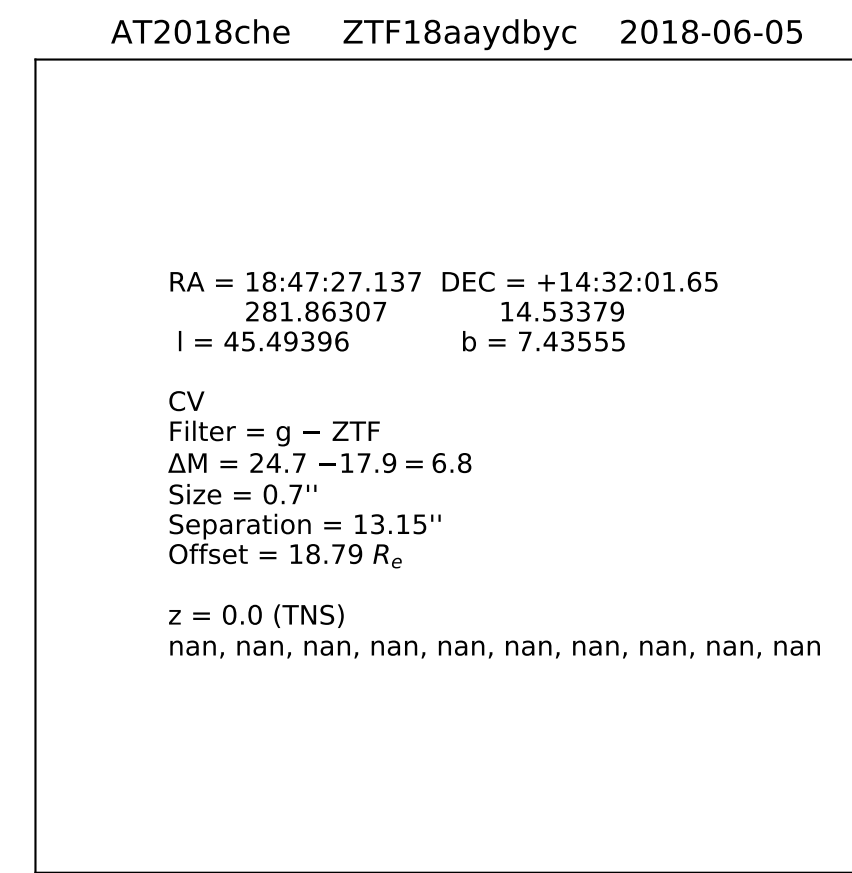 AT2018che ZTF18aaydbyc 2018-06-05
RA = 18:47:27.137 DEC = +14:32:01.65
281.86307 14.53379
l = 45.49396 b = 7.43555
CV
Filter = g − ZTF
ΔM = 24.7 −17.9 = 6.8
Size = 0.7''
Separation = 13.15''
Offset = 18.79 Re
z = 0.0 (TNS)
nan, nan, nan, nan, nan, nan, nan, nan, nan, nan